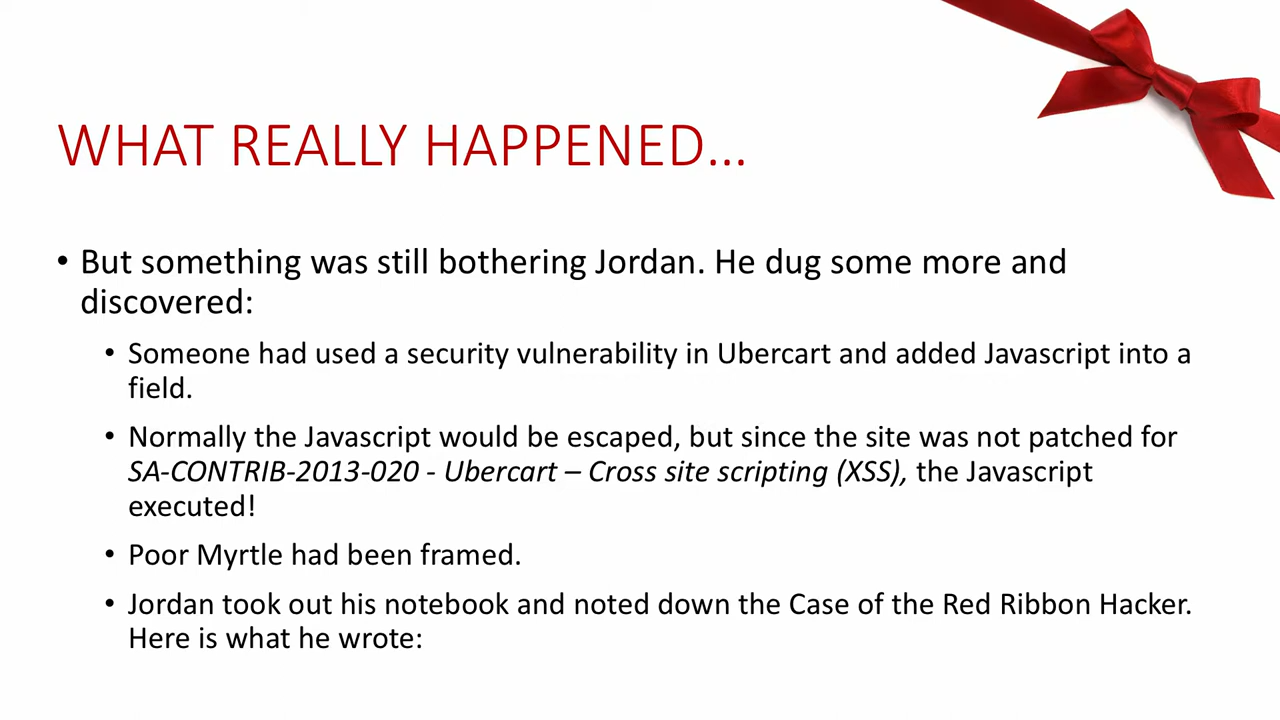 WHAT REALLY HAPPENED...
• But something was still bothering Jordan. He dug some more and
discovered:
• Someone had used a security vulnerability in Ubercart and added Javascript into a
field.
• Normally the Javascript would be escaped, but since the site was not patched for
SA-CONTRIB-2013-020 - Ubercart – Cross site scripting (XSS), the Javascript
executed!
• Poor Myrtle had been framed.
• Jordan took out his notebook and noted down the Case of the Red Ribbon Hacker.
Here is what he wrote: